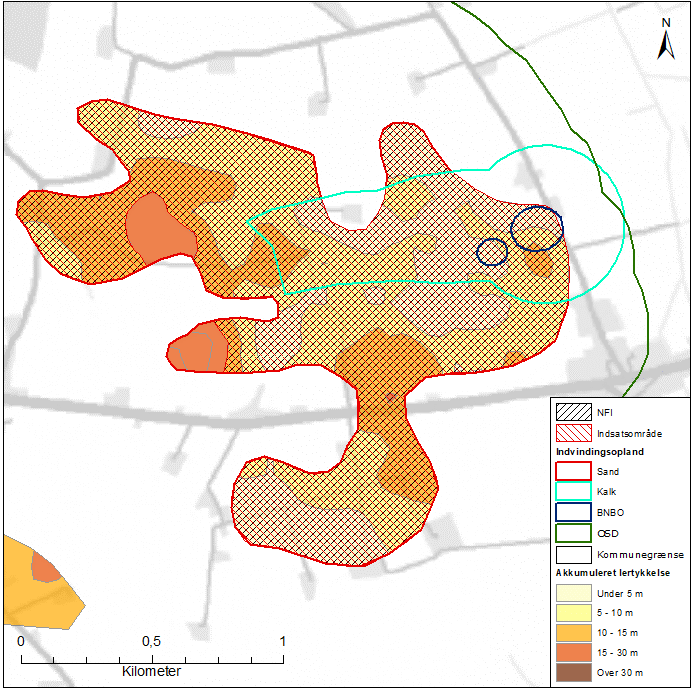 N
NFI
Indsatsområde
Indvindingsopland
Sand
Kalk
BNBO
OSD
Kommunegrænse
Akkumuleret lertykkelse
Under 5 m
5 - 10 m
10 - 15 m
15 - 30 m
Over 30 m
0 0,5 1
Kilometer